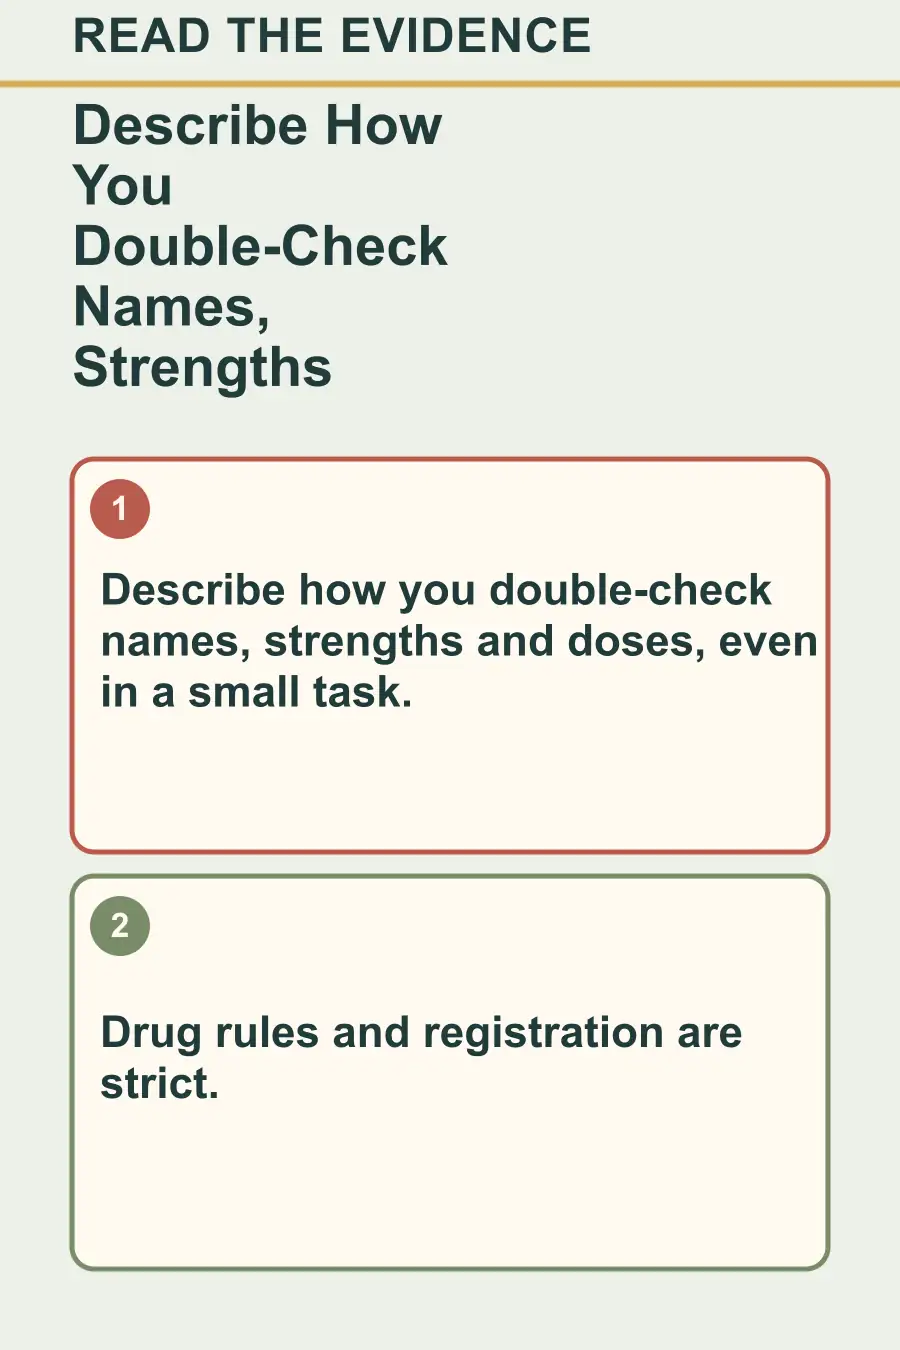 READ THE EVIDENCE
Describe How
You
Double-Check
Names,
Strengths
1
Describe how you double-check
names, strengths and doses, even
in a small task.
2
Drug rules and registration are
strict.